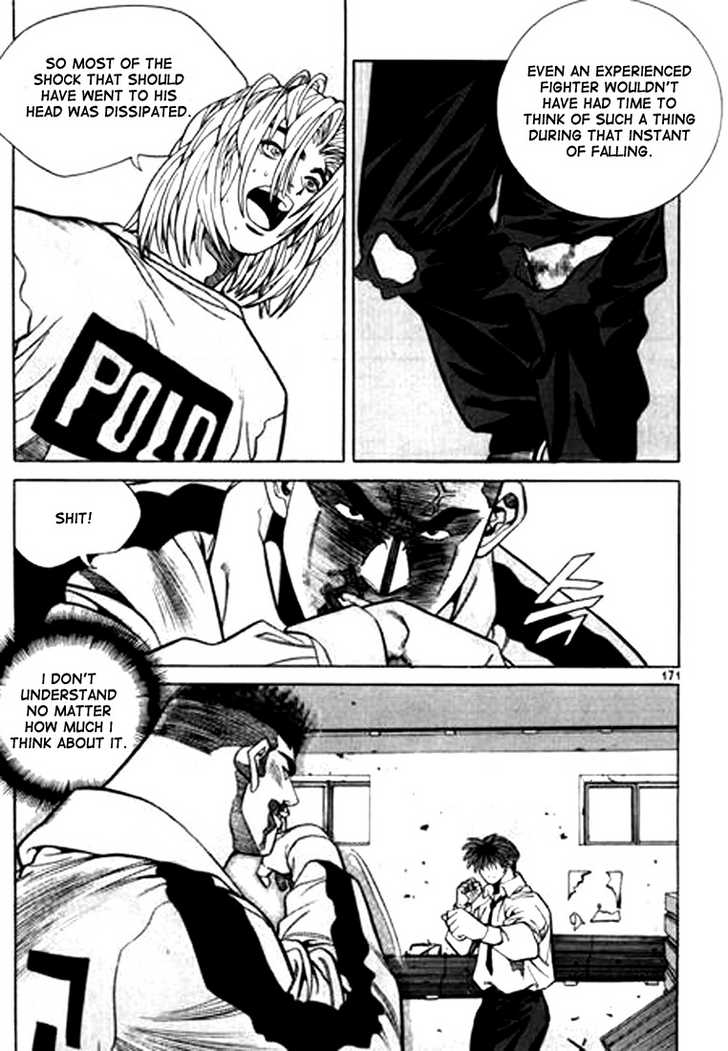 SO MOST OF THE
SHOCK THAT SHOULD
HAVE WENT TO HIS
HEAD WAS DISSIPATED.
POLO
EVEN AN EXPERIENCED
FIGHTER WOULDN'T
HAVE HAD TIME TO
THINK OF SUCH A THING
DURING THAT INSTANT
OF FALLING.
SHIT!
171
I DON'T
UNDERSTAND
NO MATTER
HOW MUCH I
THINK ABOUT IT.